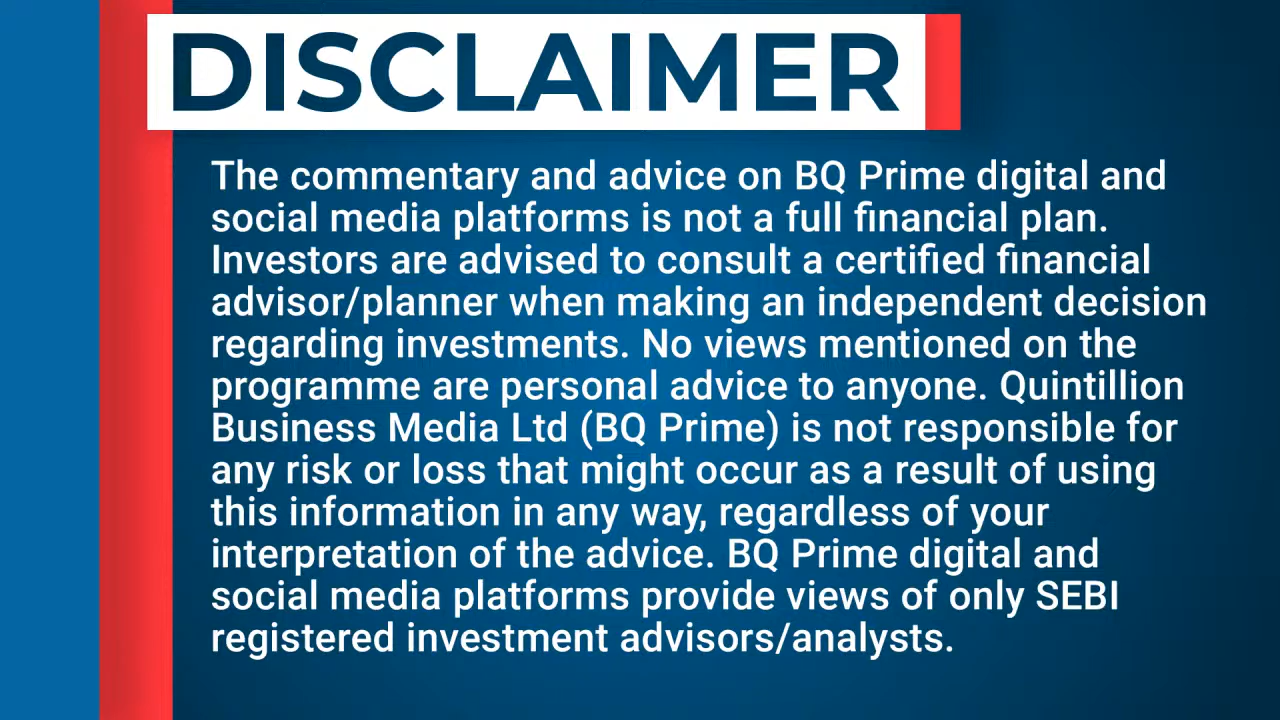 DISCLAIMER
The commentary and advice on BQ Prime digital and
social media platforms is not a full financial plan.
Investors are advised to consult a certified financial
advisor/planner when making an independent decision
regarding investments. No views mentioned on the
programme are personal advice to anyone. Quintillion
Business Media Ltd (BQ Prime) is not responsible for
any risk or loss that might occur as a result of using
this information in any way, regardless of your
interpretation of the advice. BQ Prime digital and
social media platforms provide views of only SEBI
registered investment advisors/analysts.